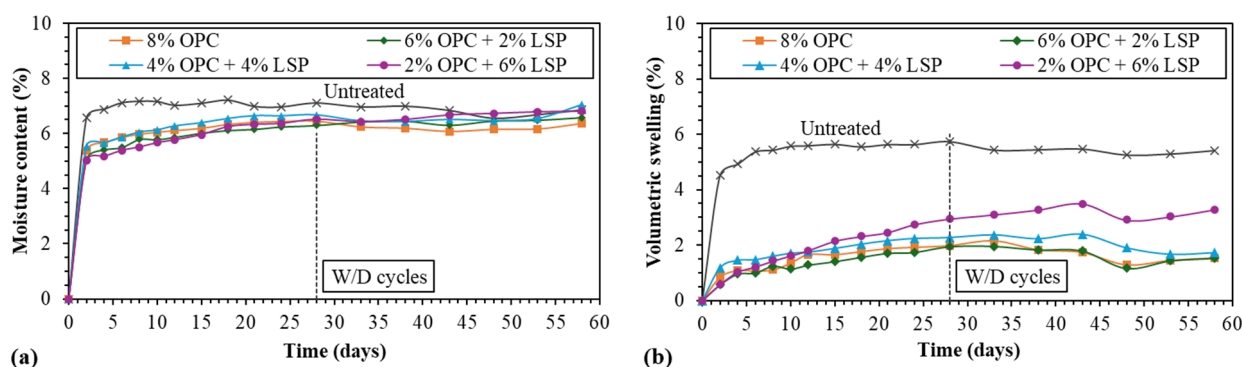 10
8% OPC
6% OPC + 2% LSP
4% OPC + 4% LSP
2% OPC + 6% LSP
8
Untreated
6
4
2
W/D cycles
0
0 5 10 15 20 25 30 35 40 45 50 55 60
Moisture content (%)
Time (days)
(a)
10
8% OPC
6% OPC + 2% LSP
4% OPC + 4% LSP
2% OPC + 6% LSP
8
Untreated
6
4
2
W/D cycles
0
0 5 10 15 20 25 30 35 40 45 50 55 60
Volumetric swelling (%)
Time (days)
(b)